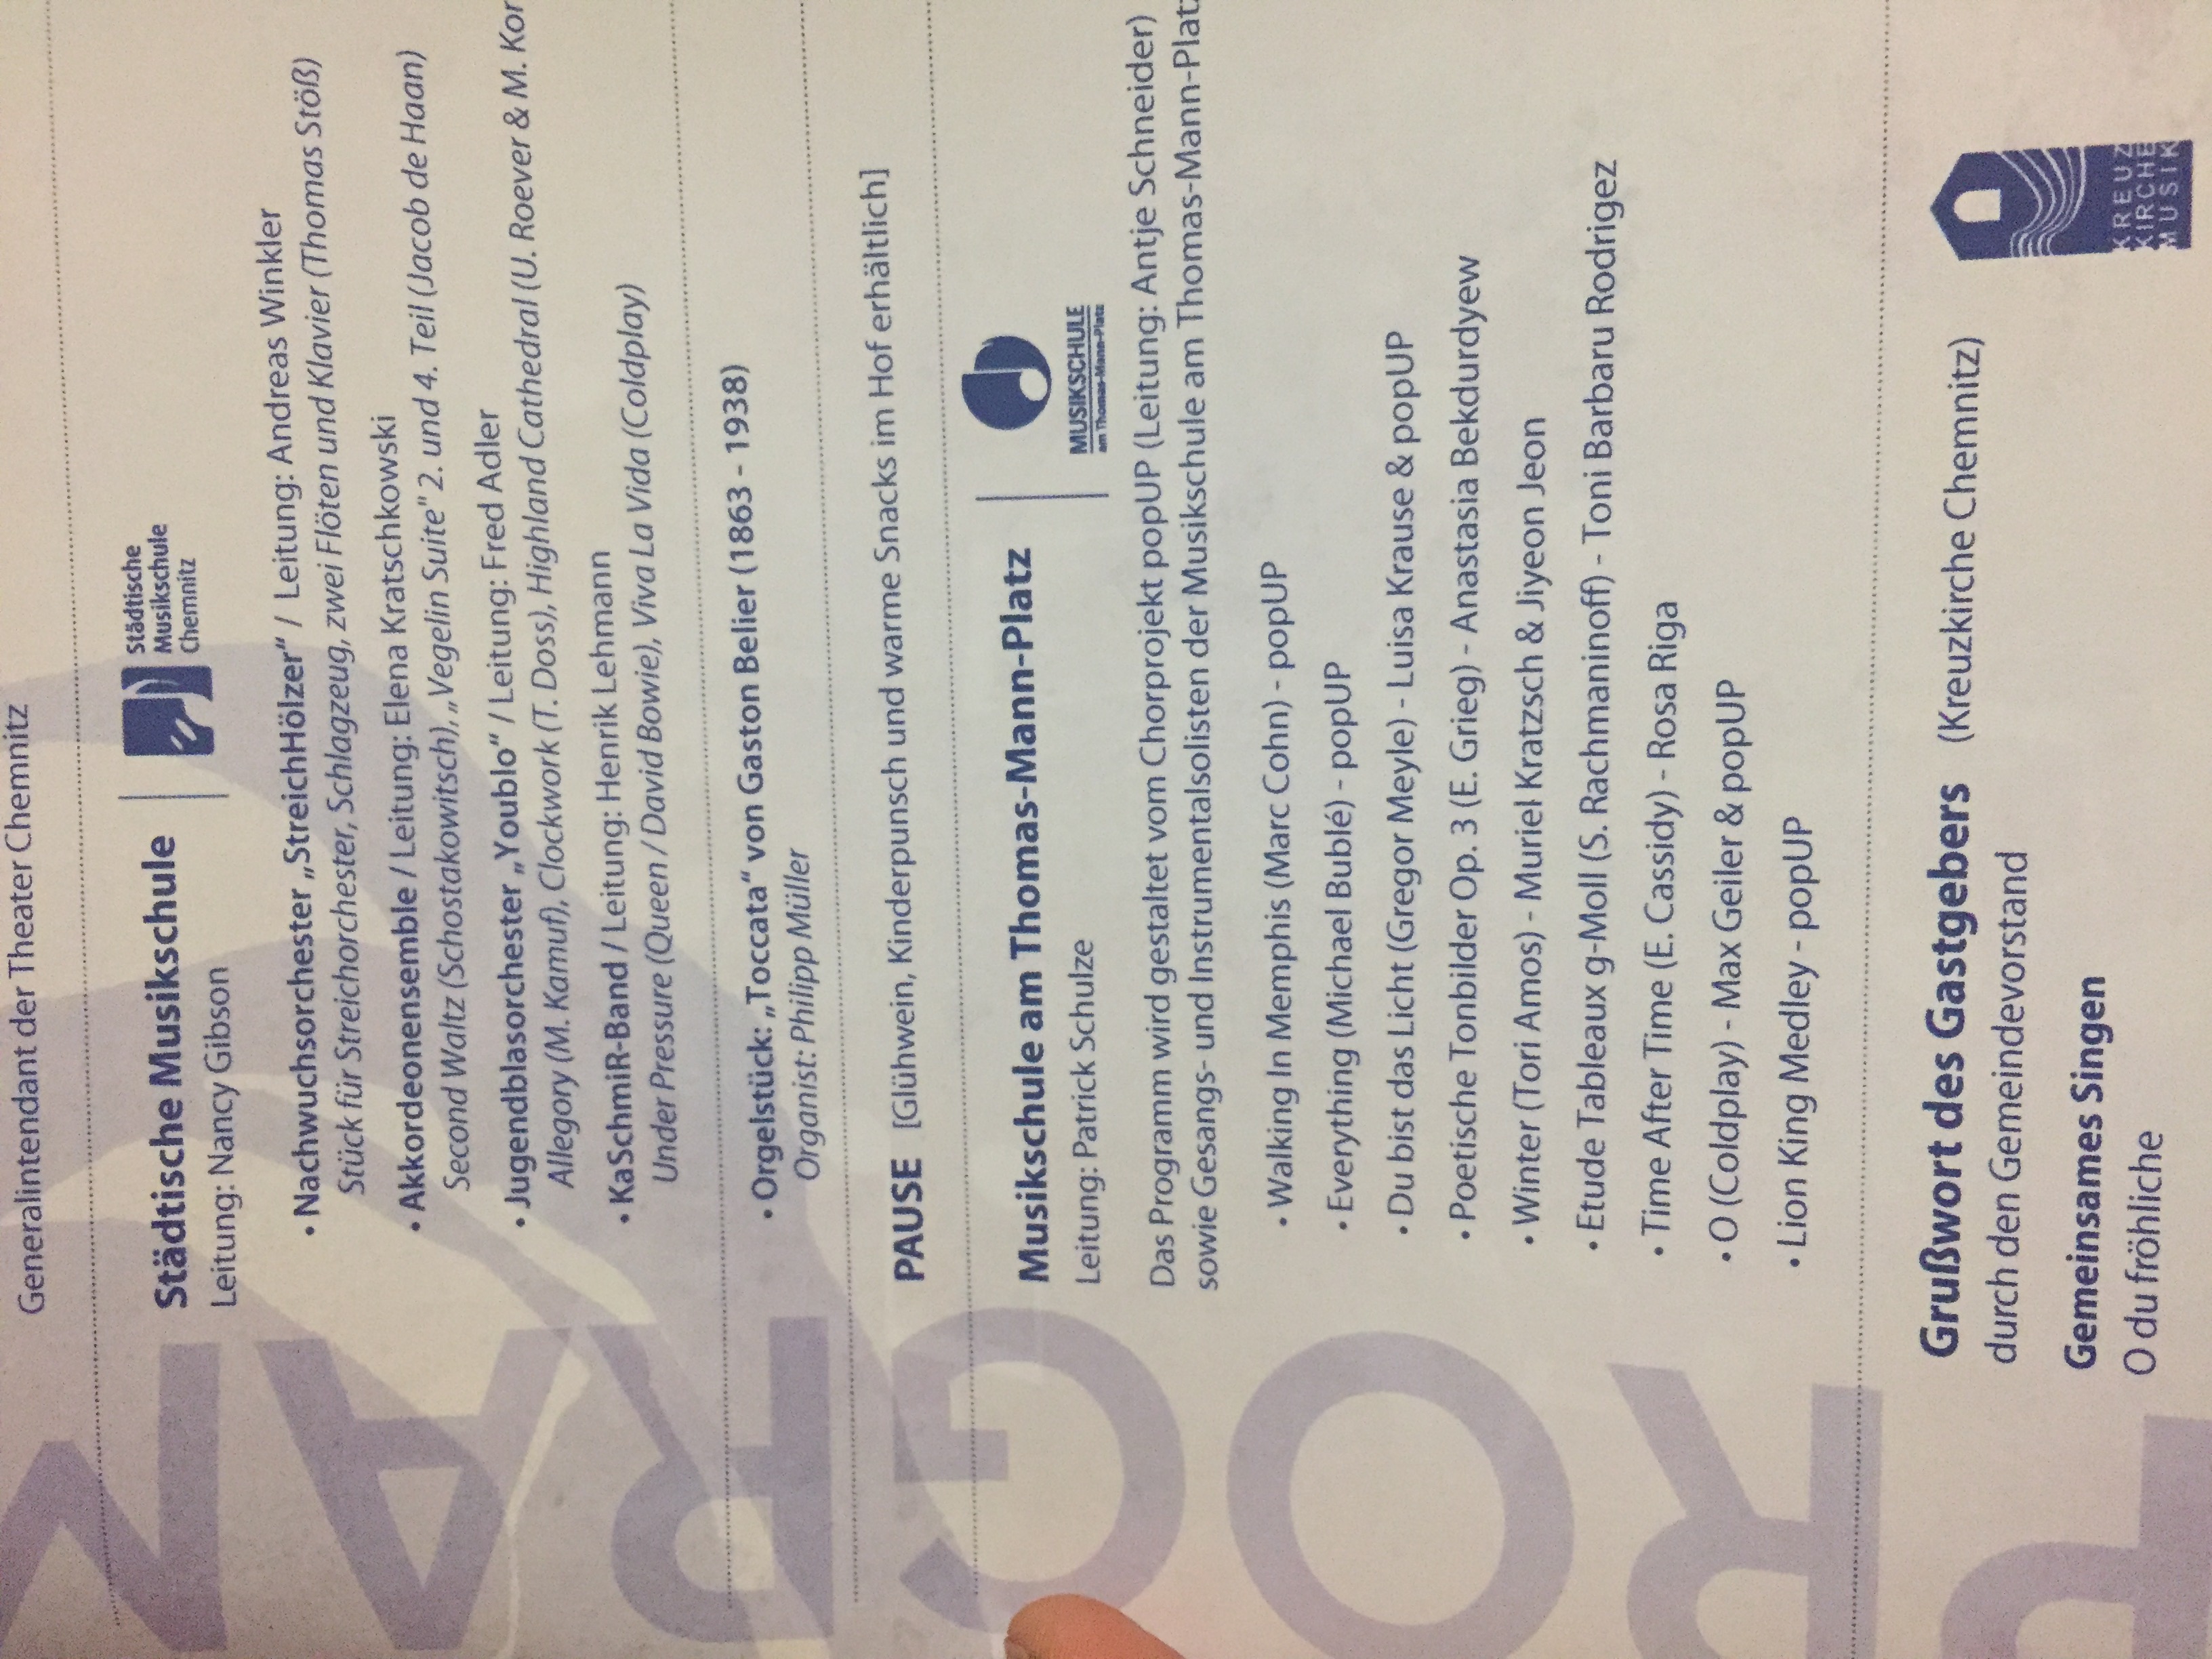 Generalintendant der Theater Chemnitz
Städtische Musikschule
Leitung: Nancy Gibson
Städtische
Musikschule
Chemnitz
• Nachwuchsorchester „StreichHölzer“ / Leitung: Andreas Winkler
Stück für Streichorchester, Schlagzeug, zwei Flöten und Klavier (Thomas Stöß)
• Akkordeonensemble / Leitung: Elena Kratschkowski
Second Waltz (Schostakowitsch), „Vegelin Suite" 2. und 4. Teil (Jacob de Haan)
• Jugendblasorchester „Youblo“ / Leitung: Fred Adler
Allegory (M. Kamuf), Clockwork (T. Doss), Highland Cathedral (U. Roever & M. Kor
• KaSchmiR-Band / Leitung: Henrik Lehmann
Under Pressure (Queen / David Bowie), Viva La Vida (Coldplay)
• Orgelstück: „Toccata“ von Gaston Belier (1863 - 1938)
Organist: Philipp Müller
PAUSE [Glühwein, Kinderpunsch und warme Snacks im Hof erhältlich]
Musikschule am Thomas-Mann-Platz
Leitung: Patrick Schulze
MUSIKSCHULE
am Thomas-Mann-Platz
Das Programm wird gestaltet vom Chorprojekt popUP (Leitung: Antje Schneider)
sowie Gesangs- und Instrumentalsolisten der Musikschule am Thomas-Mann-Platz
• Walking In Memphis (Marc Cohn) - popUP
• Everything (Michael Bublé) - popUP
• Du bist das Licht (Gregor Meyle) - Luisa Krause & popUP
• Poetische Tonbilder Op. 3 (E. Grieg) - Anastasia Bekdurdyew
• Winter (Tori Amos) - Muriel Kratzsch & Jiyeon Jeon
• Etude Tableaux g-Moll (S. Rachmaninoff) - Toni Barbaru Rodrigez
• Time After Time (E. Cassidy) - Rosa Riga
• O (Coldplay) - Max Geiler & popUP
• Lion King Medley - popUP
Grußwort des Gastgebers (Kreuzkirche Chemnitz)
durch den Gemeindevorstand
Gemeinsames Singen
O du fröhliche
KREUZ
KIRCHE
MUSIK
PROGRAM